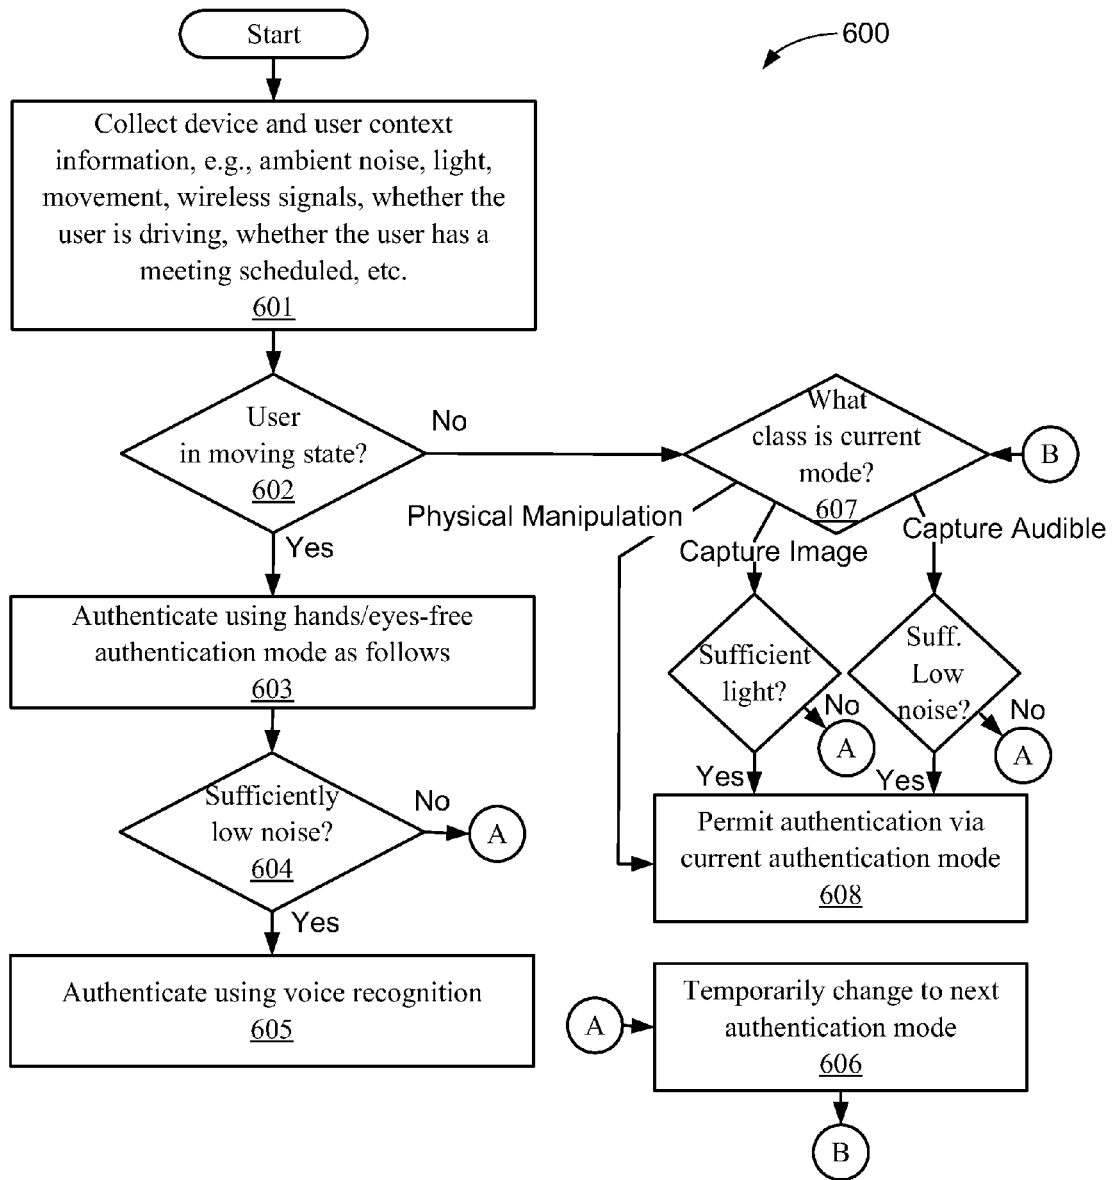 Start
600
Collect device and user context
information, e.g., ambient noise, light,
movement, wireless signals, whether the
user is driving, whether the user has a
meeting scheduled, etc.
601
User
in moving state?
602
No
Yes
What
class is current
mode?
607
B
Physical Manipulation
Capture Image
Capture Audible
Authenticate using hands/eyes-free
authentication mode as follows
603
Sufficient
light?
No
A
Yes
Suff.
Low
noise?
No
A
Yes
Sufficiently
low noise?
604
No
A
Yes
Permit authentication via
current authentication mode
608
Authenticate using voice recognition
605
A
Temporarily change to next
authentication mode
606
B